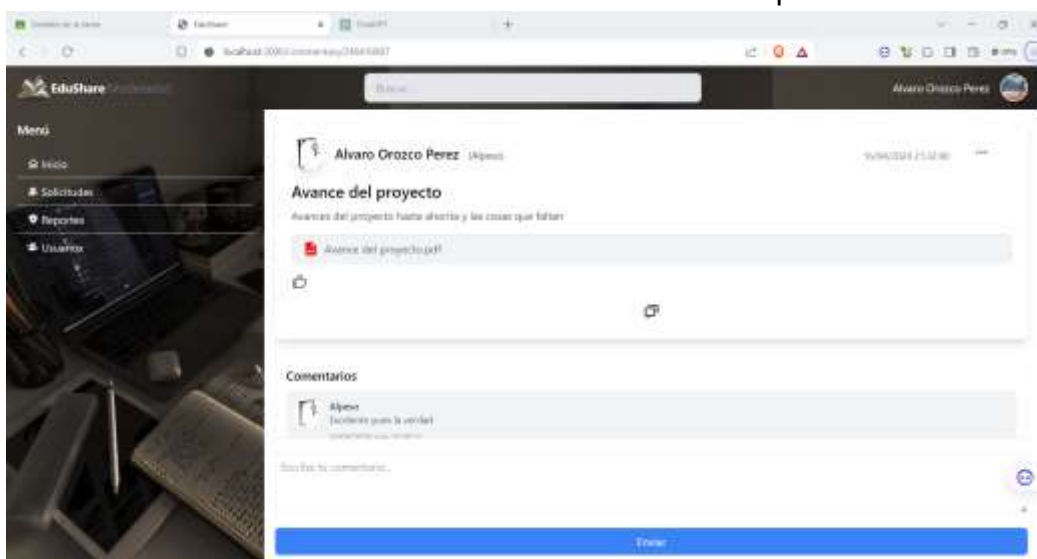 EduShare
EduShare Moderador
Buscar...
Alvaro Orozco Perez
Menú
Inicio
Solicitudes
Reportes
Usuarios
Alvaro Orozco Perez
Avance del proyecto
Avances del proyecto hasta ahorita y las cosas que faltan
Avance del proyecto.pdf
Comentarios
Excelente pues la verdad
Escribe tu comentario...
Enviar